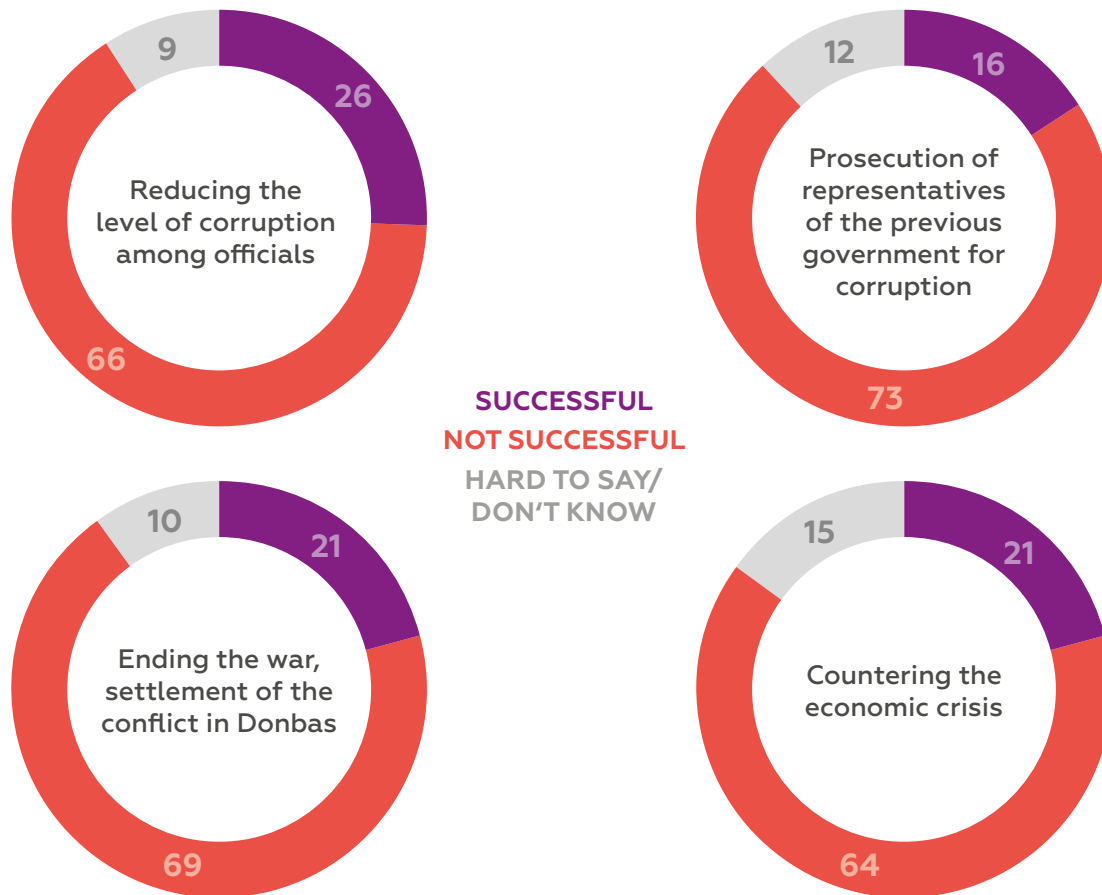 9
26
Reducing the
level of corruption
among officials
66
12
16
Prosecution of
representatives
of the previous
government for
corruption
73
SUCCESSFUL
NOT SUCCESSFUL
HARD TO SAY/
DON'T KNOW
10
21
Ending the war,
settlement of the
conflict in Donbas
69
15
21
Countering the
economic crisis
64